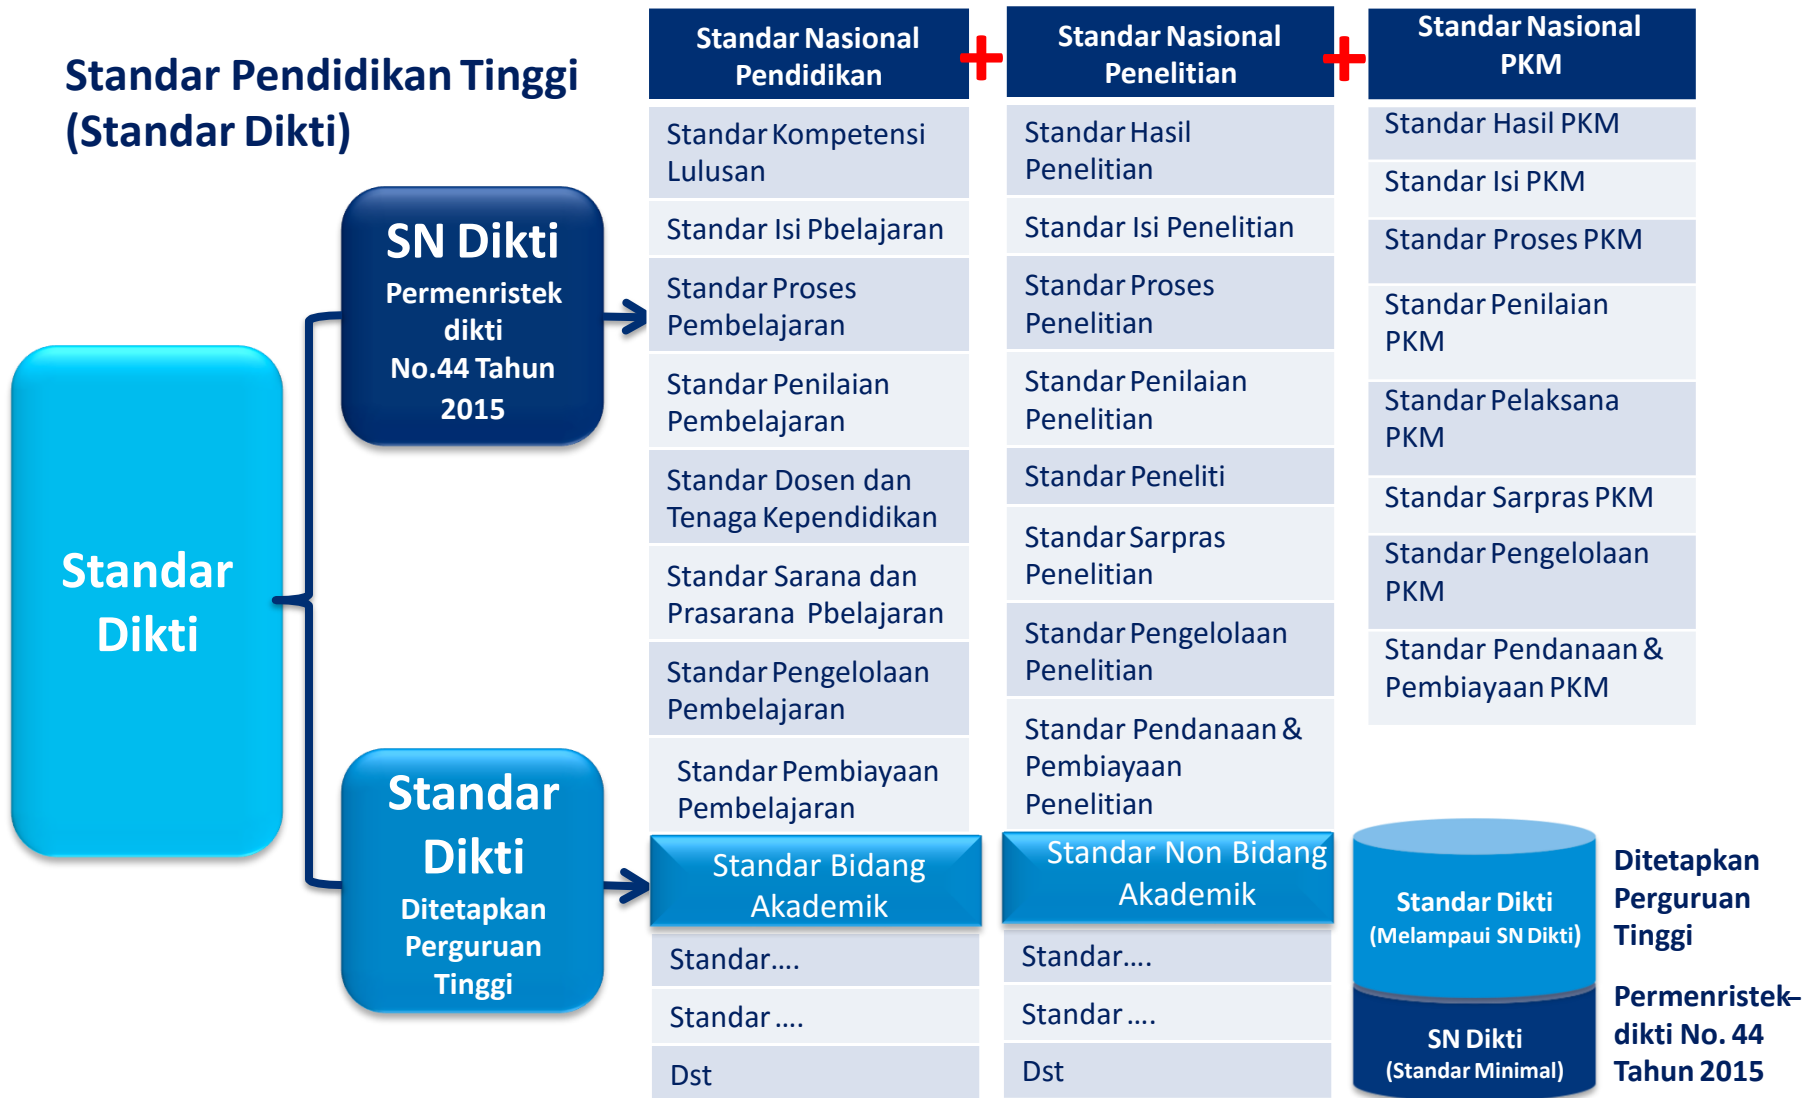 Standar Pendidikan Tinggi
(Standar Dikti)
Standar
Dikti
SN Dikti
Permenristek
dikti
No.44 Tahun
2015
Standar
Dikti
Ditetapkan
Perguruan
Tinggi
Standar Nasional
Pendidikan
Standar Kompetensi
Lulusan
Standar Isi Pbelajaran
Standar Proses
Pembelajaran
Standar Penilaian
Pembelajaran
Standar Dosen dan
Tenaga Kependidikan
Standar Sarana dan
Prasarana Pbelajaran
Standar Pengelolaan
Pembelajaran
Standar Pembiayaan
Pembelajaran
+
Standar Nasional
Penelitian
Standar Hasil
Penelitian
Standar Isi Penelitian
Standar Proses
Penelitian
Standar Penilaian
Penelitian
Standar Peneliti
Standar Sarpras
Penelitian
Standar Pengelolaan
Penelitian
Standar Pendanaan &
Pembiayaan
Penelitian
+
Standar Nasional
PKM
Standar Hasil PKM
Standar Isi PKM
Standar Proses PKM
Standar Penilaian
PKM
Standar Pelaksana
PKM
Standar Sarpras PKM
Standar Pengelolaan
PKM
Standar Pendanaan &
Pembiayaan PKM
Standar Bidang
Akademik
Standar....
Standar ....
Dst
Standar Non Bidang
Akademik
Standar....
Standar ....
Dst
Standar Dikti
(Melampaui SN Dikti)
SN Dikti
(Standar Minimal)
Ditetapkan
Perguruan
Tinggi
Permenristek–
dikti No. 44
Tahun 2015